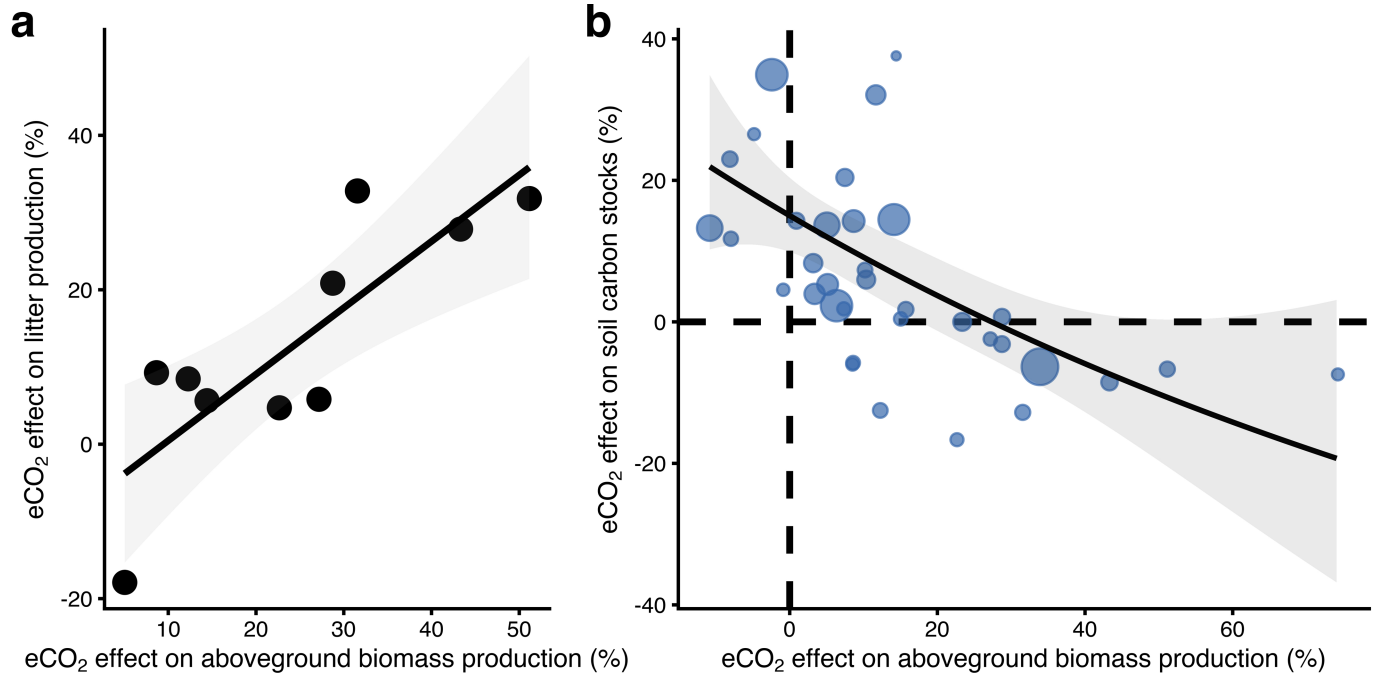 a
eCO₂ effect on litter production (%)
40
20
0
-20
10 20 30 40 50
eCO₂ effect on aboveground biomass production (%)
b
eCO₂ effect on soil carbon stocks (%)
40
20
0
-20
-40
0 20 40 60
eCO₂ effect on aboveground biomass production (%)